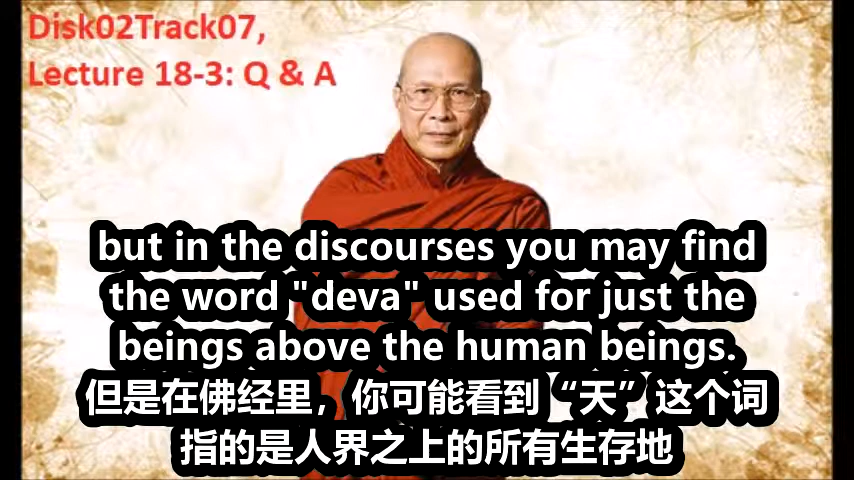 Disk02Track07,
Lecture 18-3: Q & A
but in the discourses you may find
the word "deva" used for just the
beings above the human beings.
但是在佛经里，你可能看到“天”这个词
指的是人界之上的所有生存地